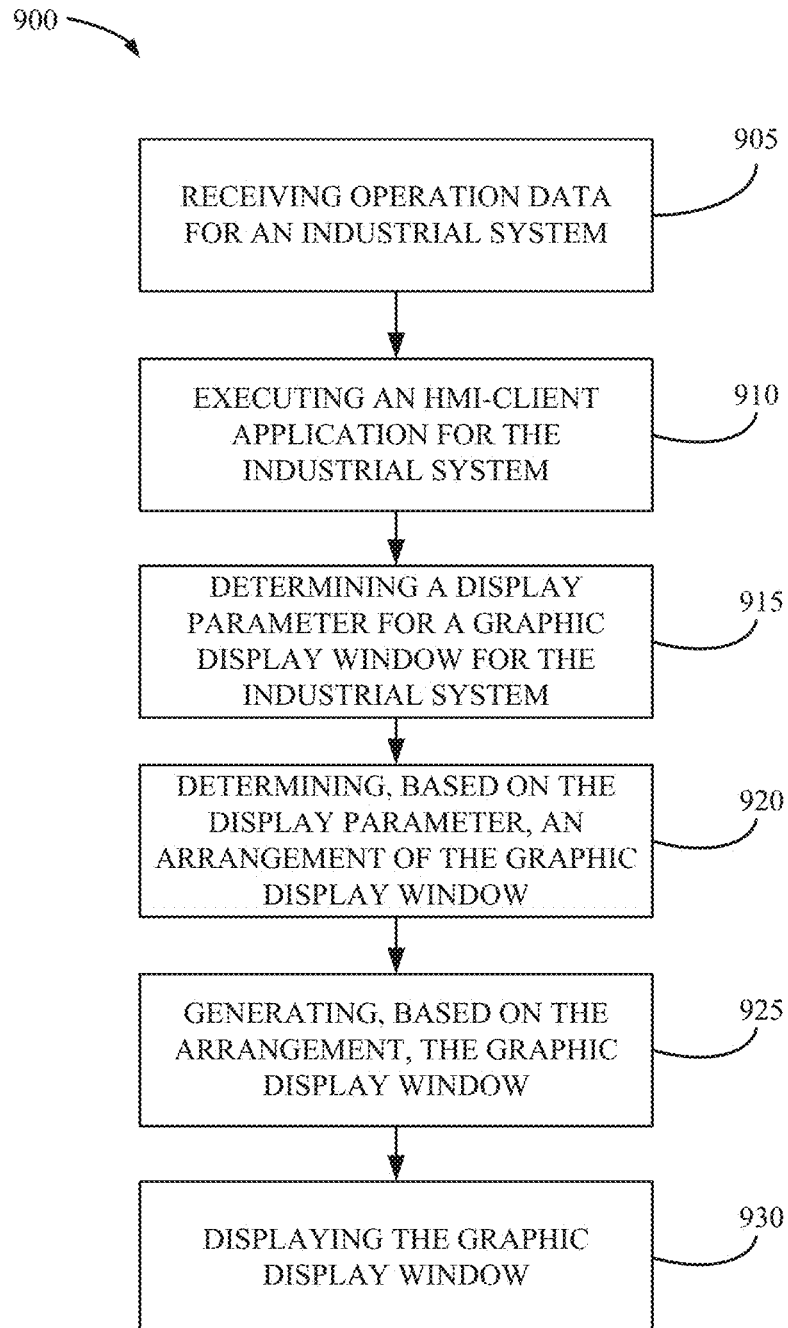 900
905
RECEIVING OPERATION DATA
FOR AN INDUSTRIAL SYSTEM
910
EXECUTING AN HMI-CLIENT
APPLICATION FOR THE
INDUSTRIAL SYSTEM
915
DETERMINING A DISPLAY
PARAMETER FOR A GRAPHIC
DISPLAY WINDOW FOR THE
INDUSTRIAL SYSTEM
920
DETERMINING, BASED ON THE
DISPLAY PARAMETER, AN
ARRANGEMENT OF THE GRAPHIC
DISPLAY WINDOW
925
GENERATING, BASED ON THE
ARRANGEMENT, THE GRAPHIC
DISPLAY WINDOW
930
DISPLAYING THE GRAPHIC
DISPLAY WINDOW